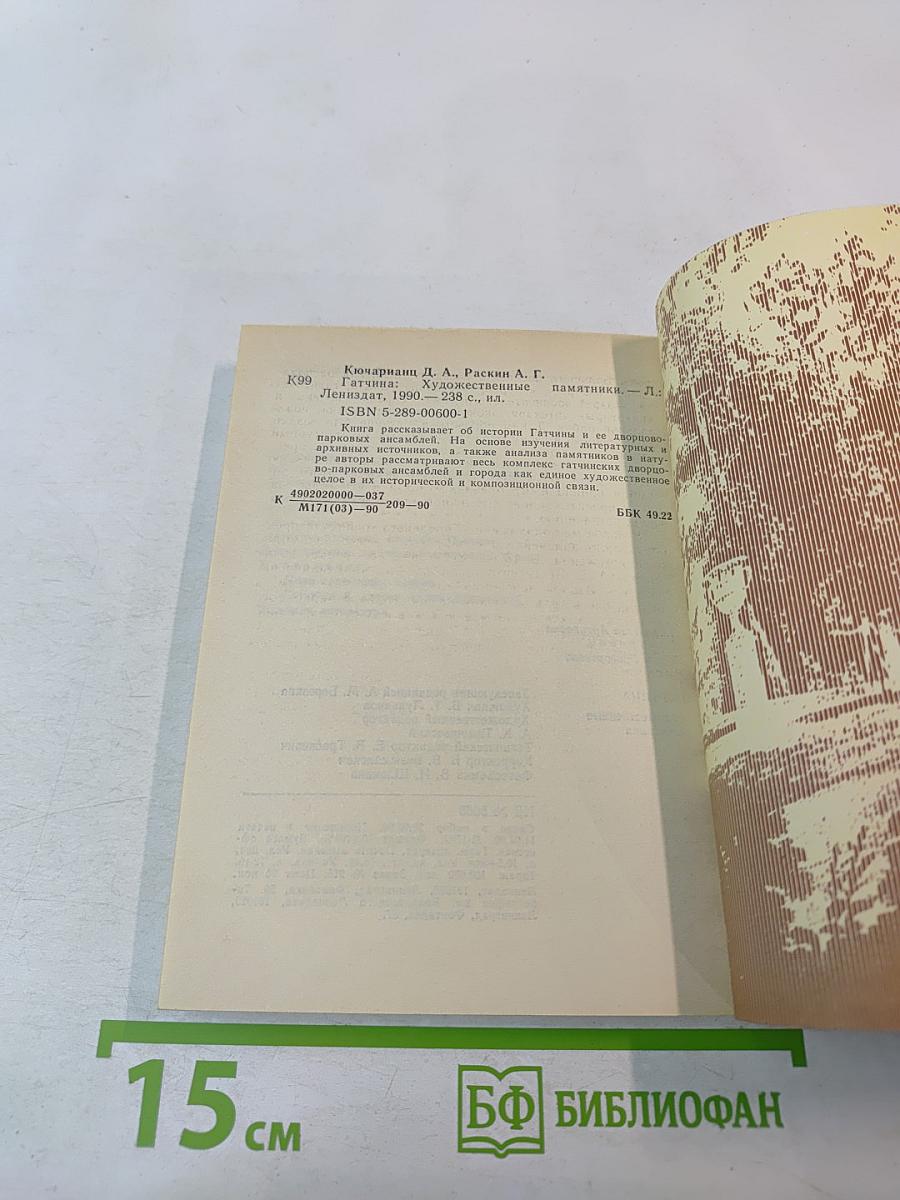 Кючарианц Д. А., Раскин А. Г.
К99 Гатчина: Художественные памятники. — Л.:
Лениздат, 1990.— 238 с., ил.
ISBN 5-289-00600-1
Книга рассказывает об истории Гатчины и ее дворцово-
парковых ансамблей. На основе изучения литературных и
архивных источников, а также анализа памятников в нату-
ре авторы рассматривают весь комплекс гатчинских дворцо-
во-парковых ансамблей и города как единое художественное
целое в их исторической и композиционной связи.
К 4902020000—037
М171(03)—90 209—90
ББК 49.22
15 см
БФ БИБЛИОФАН